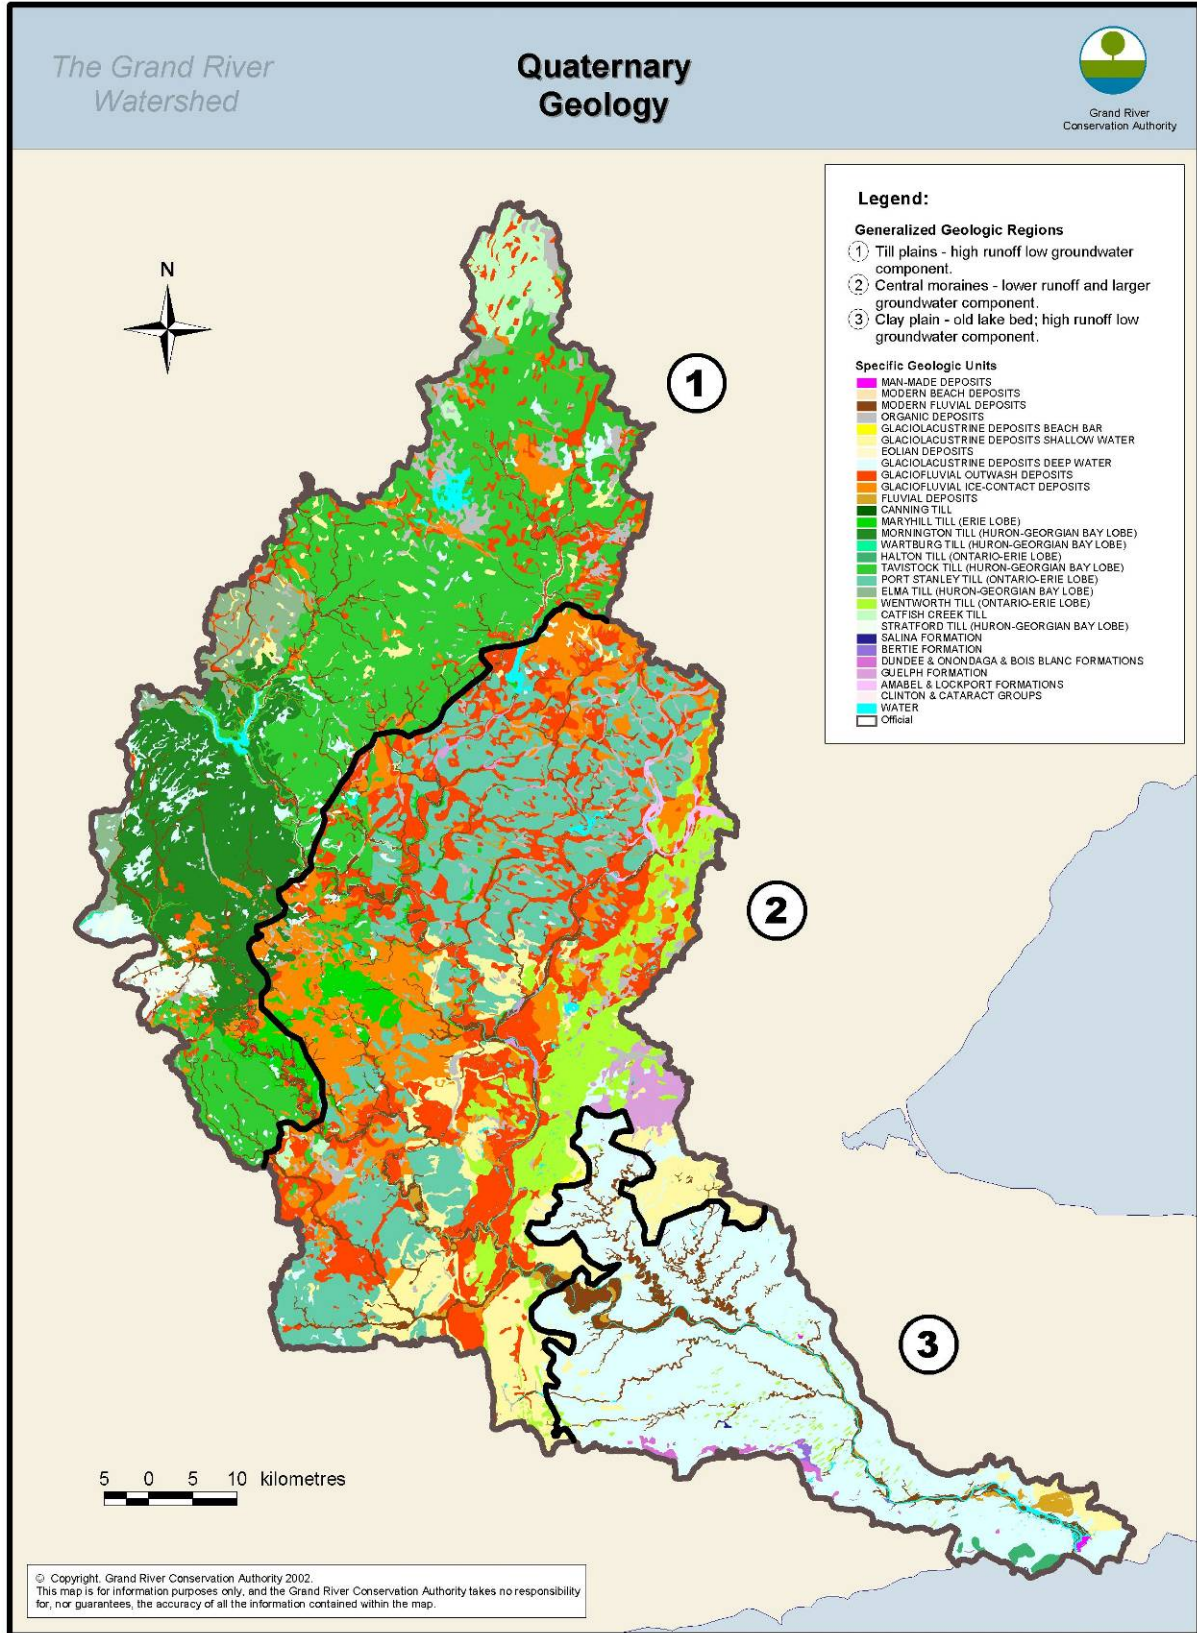 The Grand River
Watershed
Quaternary
Geology
Grand River
Conservation Authority
Legend:
Generalized Geologic Regions
1 Till plains - high runoff low groundwater
component.
2 Central moraines - lower runoff and larger
groundwater component.
3 Clay plain - old lake bed; high runoff low
groundwater component.
Specific Geologic Units
MAN-MADE DEPOSITS
MODERN BEACH DEPOSITS
MODERN FLUVIAL DEPOSITS
ORGANIC DEPOSITS
GLACIOLACUSTRINE DEPOSITS BEACH BAR
GLACIOLACUSTRINE DEPOSITS SHALLOW WATER
EOLIAN DEPOSITS
GLACIOLACUSTRINE DEPOSITS DEEP WATER
GLACIOFLUVIAL OUTWASH DEPOSITS
GLACIOFLUVIAL ICE-CONTACT DEPOSITS
FLUVIAL DEPOSITS
CANNING TILL
MARYHILL TILL (ERIE LOBE)
MORNINGTON TILL (HURON-GEORGIAN BAY LOBE)
WARTBURG TILL (HURON-GEORGIAN BAY LOBE)
HALTON TILL (ONTARIO-ERIE LOBE)
TAVISTOCK TILL (HURON-GEORGIAN BAY LOBE)
PORT STANLEY TILL (ONTARIO-ERIE LOBE)
ELMA TILL (HURON-GEORGIAN BAY LOBE)
WENTWORTH TILL (ONTARIO-ERIE LOBE)
CATFISH CREEK TILL
STRATFORD TILL (HURON-GEORGIAN BAY LOBE)
SALINA FORMATION
BERTIE FORMATION
DUNDEE & ONONDAGA & BOIS BLANC FORMATIONS
GUELPH FORMATION
AMABEL & LOCKPORT FORMATIONS
CLINTON & CATARACT GROUPS
WATER
Official
N
1
2
3
5 0 5 10 kilometres
© Copyright. Grand River Conservation Authority 2002.
This map is for information purposes only, and the Grand River Conservation Authority takes no responsibility
for, nor guarantees, the accuracy of all the information contained within the map.